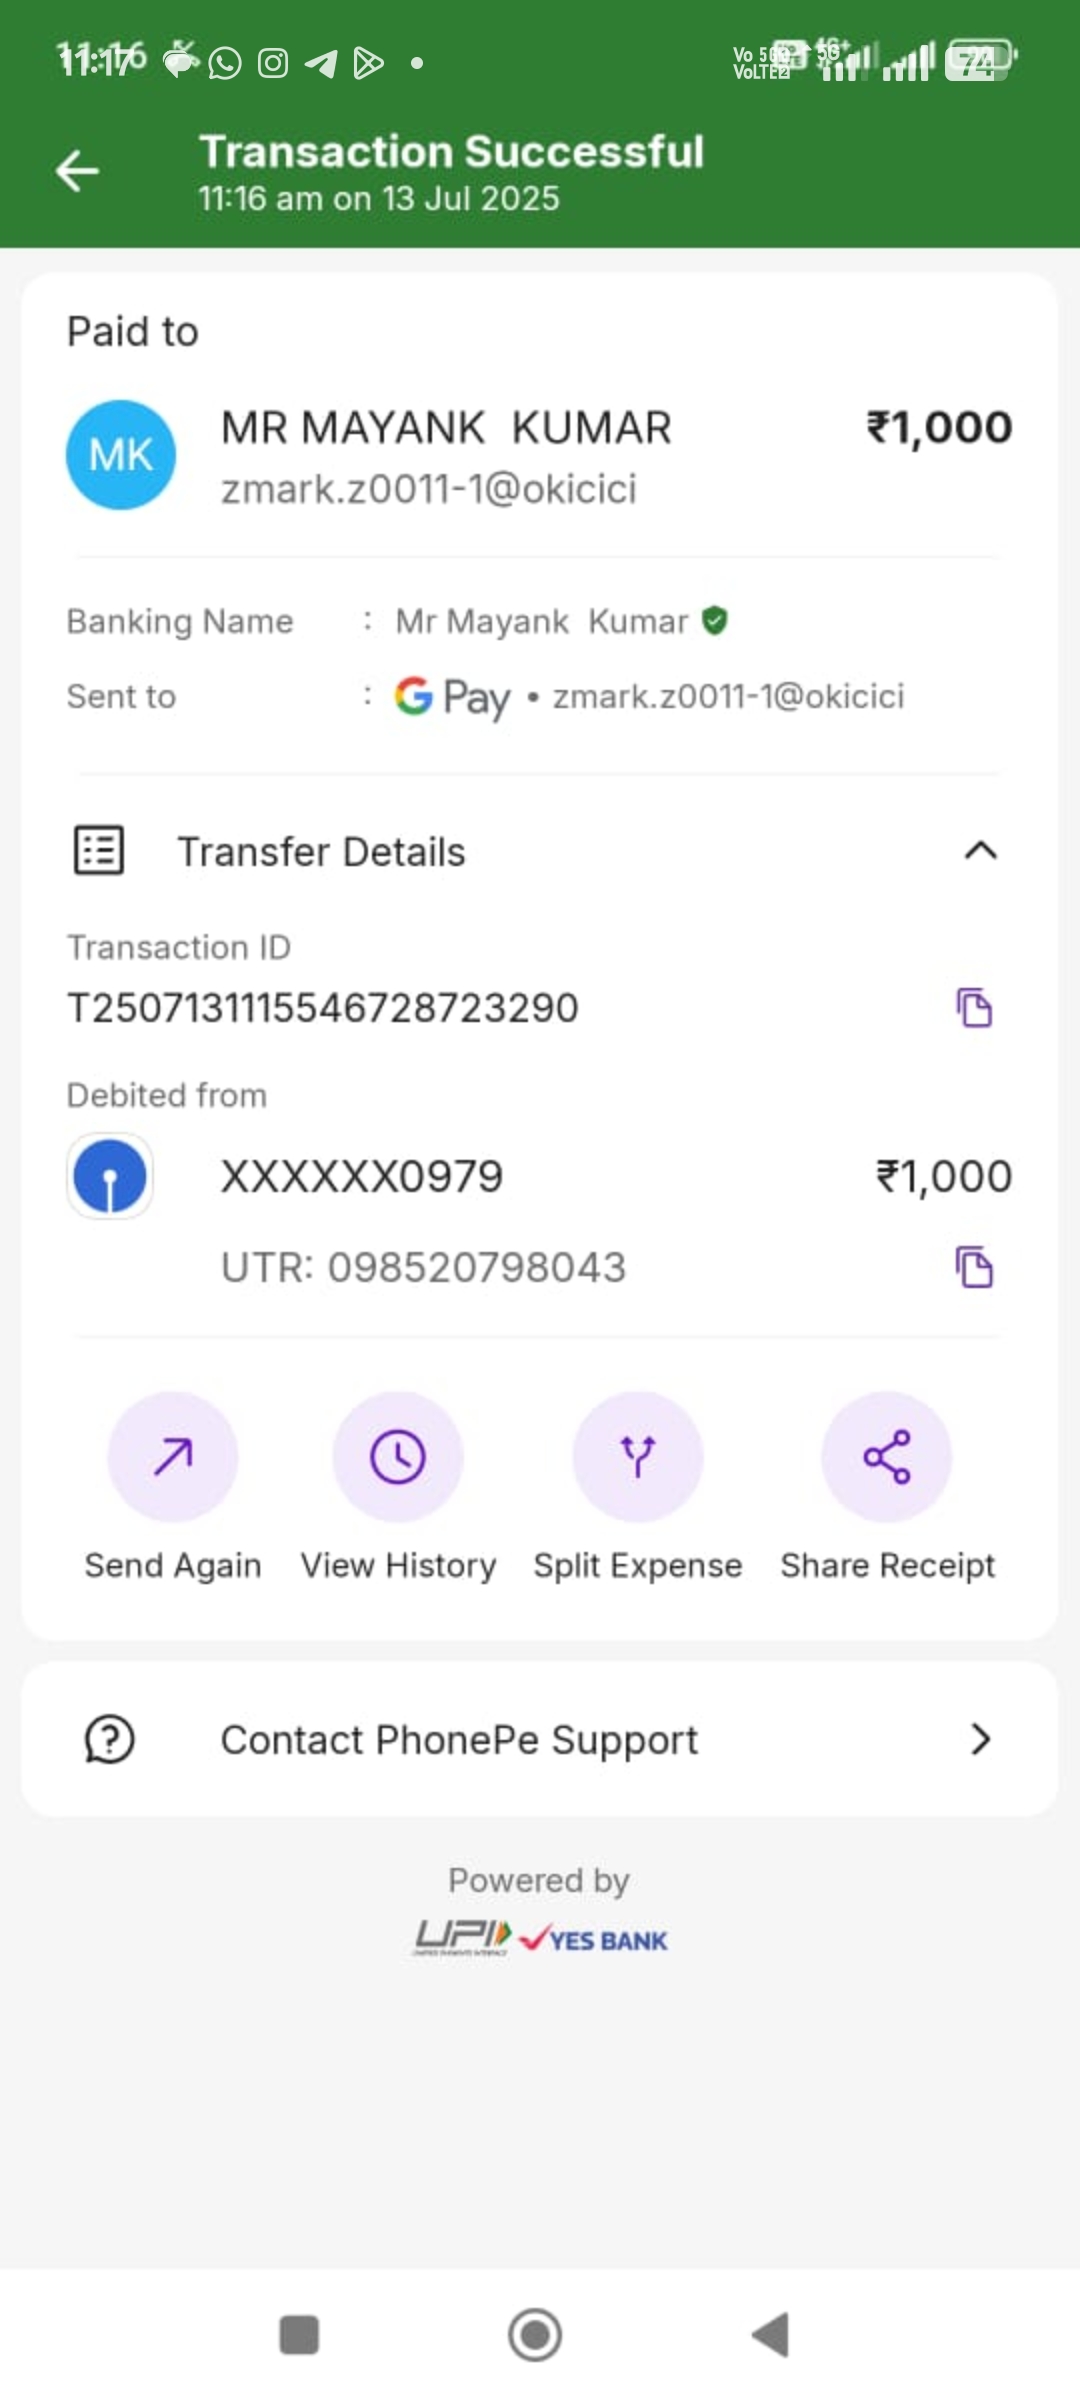 11:17
Transaction Successful
11:16 am on 13 Jul 2025
Paid to
MK
MR MAYANK KUMAR
₹1,000
zmark.z0011-1@okicici
Banking Name : Mr Mayank Kumar
Sent to : G Pay • zmark.z0011-1@okicici
Transfer Details
Transaction ID
T2507131115546728723290
Debited from
XXXXXX0979
₹1,000
UTR: 098520798043
Send Again View History Split Expense Share Receipt
Contact PhonePe Support
Powered by
UPI YES BANK